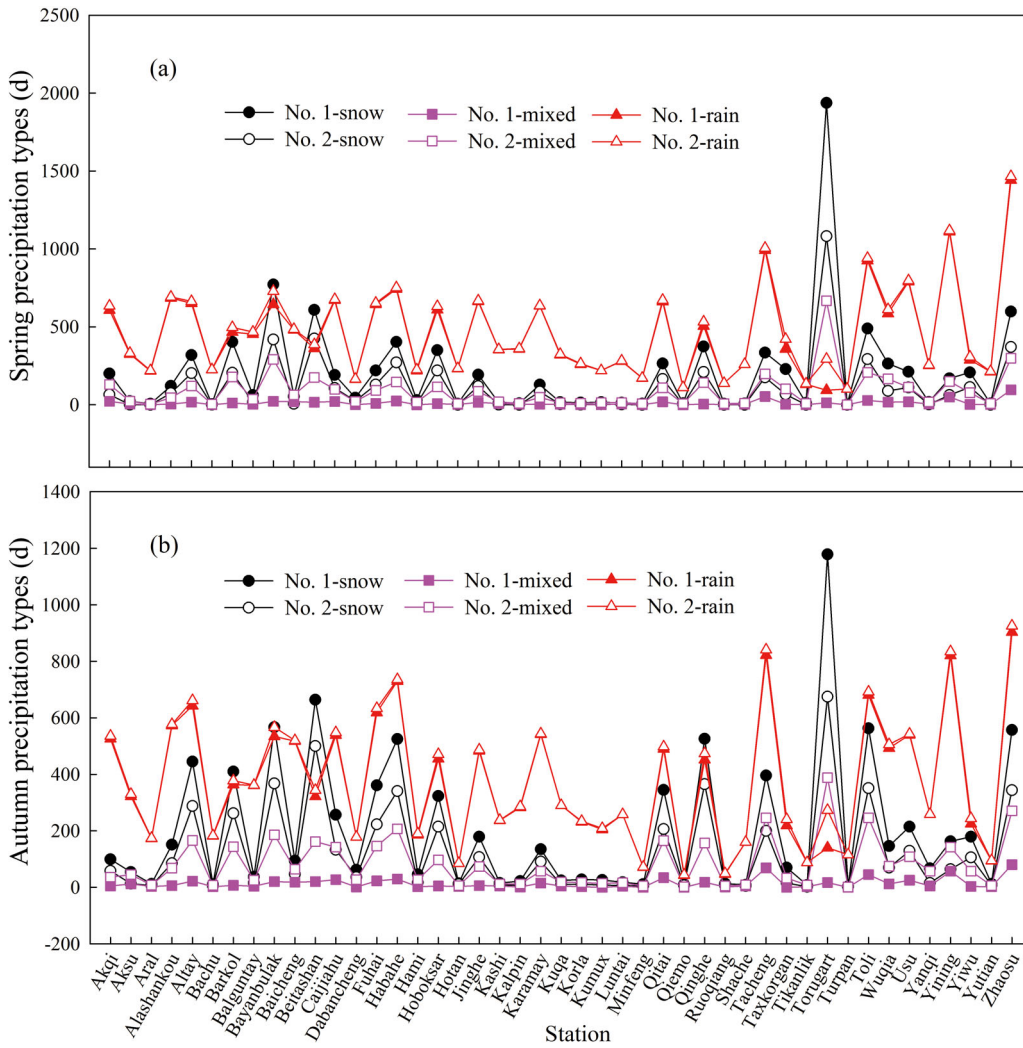 Spring precipitation types (d)
2500
2000
1500
1000
500
0
(a)
No. 1-snow
No. 2-snow
No. 1-mixed
No. 2-mixed
No. 1-rain
No. 2-rain
Autumn precipitation types (d)
1400
1200
1000
800
600
400
200
0
-200
(b)
No. 1-snow
No. 2-snow
No. 1-mixed
No. 2-mixed
No. 1-rain
No. 2-rain
Akqi
Aksu
Aral
Alashankou
Altay
Bachu
Barkol
Balguntay
Bayanbulak
Baicheng
Beitashan
Caijiahu
Dabancheng
Fuhai
Habahe
Hami
Hoboksar
Hotan
Jinghe
Kashi
Kalpin
Karamay
Kuqa
Korla
Kumux
Luntai
Minfeng
Qitai
Qiemo
Qinghe
Ruoqiang
Shache
Tacheng
Taxkorgan
Tikanlik
Torugart
Turpan
Toli
Wuqia
Usu
Yanqi
Yining
Yiwu
Yutian
Zhaosu
Station